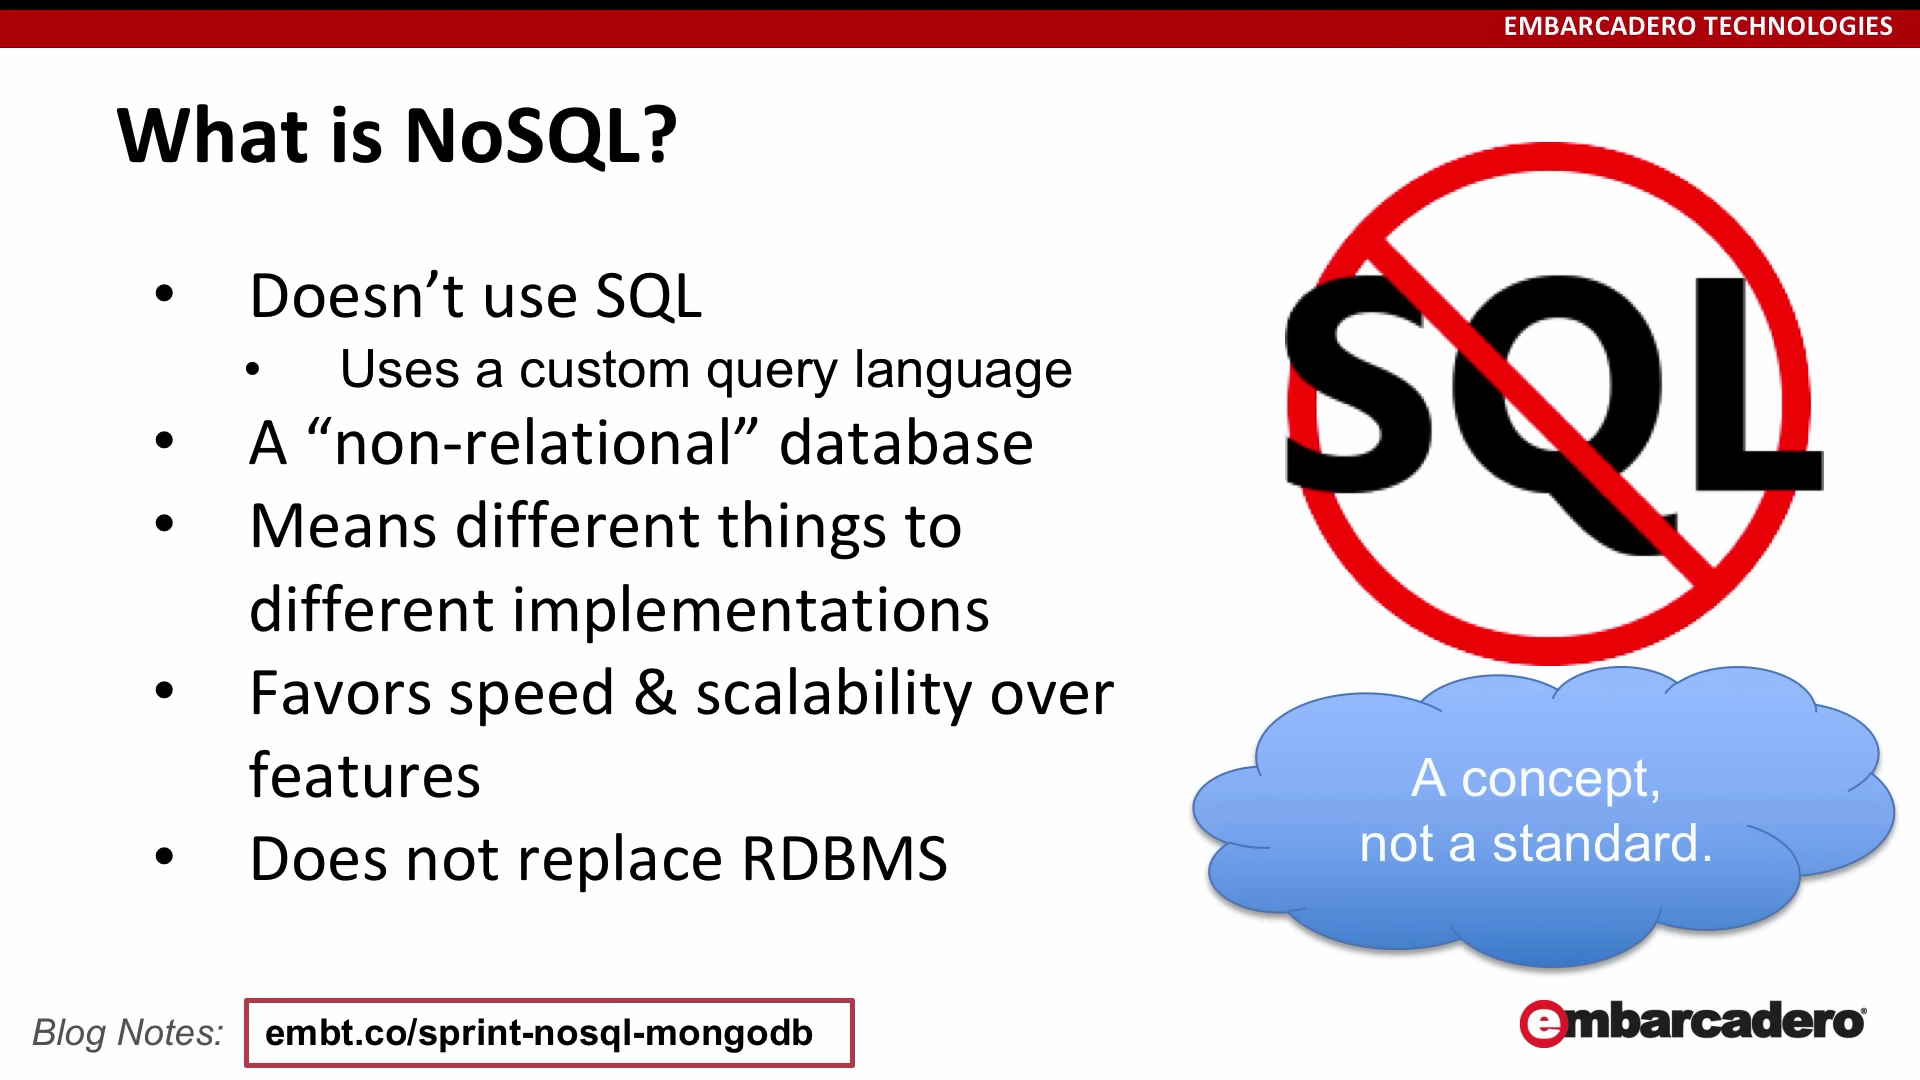 EMBARCADERO TECHNOLOGIES
What is NoSQL?
• Doesn’t use SQL
• Uses a custom query language
• A “non-relational” database
• Means different things to
different implementations
• Favors speed & scalability over
features
• Does not replace RDBMS
SQL
A concept,
not a standard.
Blog Notes: embt.co/sprint-nosql-mongodb
embarcadero®